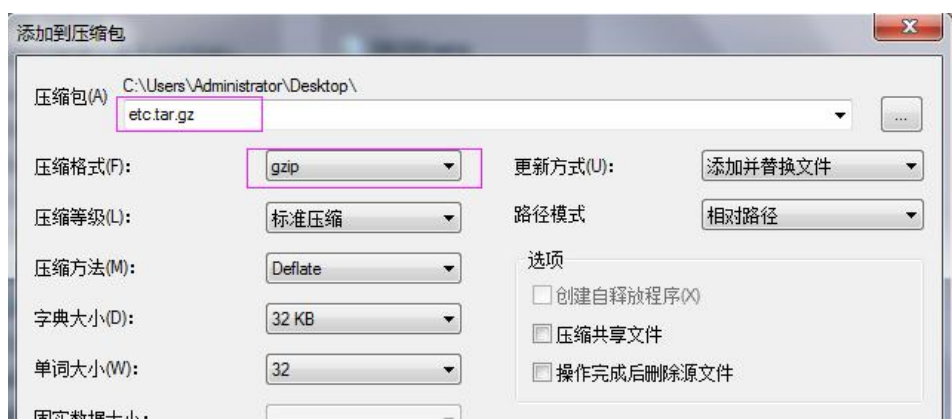 添加到压缩包
压缩包(A) C:\Users\Administrator\Desktop\
etc.tar.gz
...
压缩格式(F): gzip 更新方式(U): 添加并替换文件
压缩等级(L): 标准压缩 路径模式 相对路径
压缩方法(M): Deflate 选项
创建自释放程序(X)
字典大小(D): 32 KB
压缩共享文件
单词大小(W): 32 操作完成后删除源文件